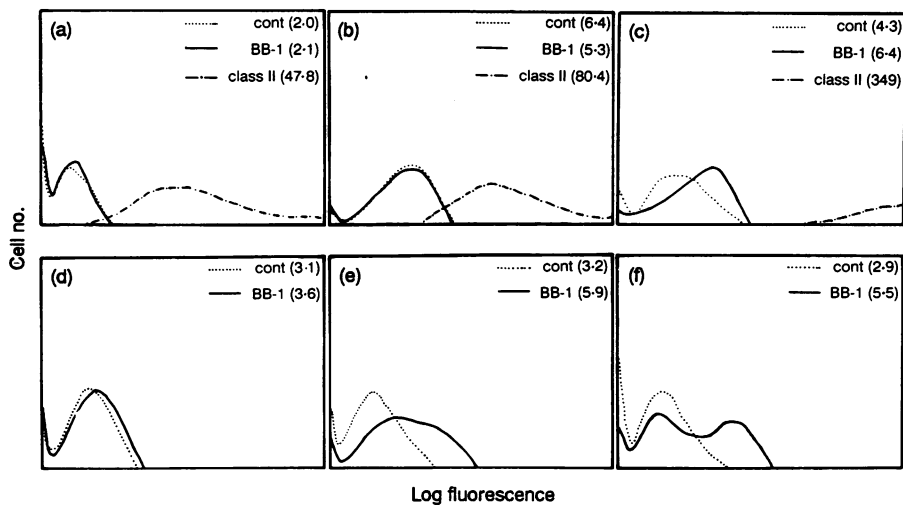 (a)
cont (2·0)
BB-1 (2·1)
class II (47·8)
(b)
cont (6·4)
BB-1 (5·3)
class II (80·4)
(c)
cont (4·3)
BB-1 (6·4)
class II (349)
Cell no.
(d)
cont (3·1)
BB-1 (3·6)
(e)
cont (3·2)
BB-1 (5·9)
(f)
cont (2·9)
BB-1 (5·5)
Log fluorescence